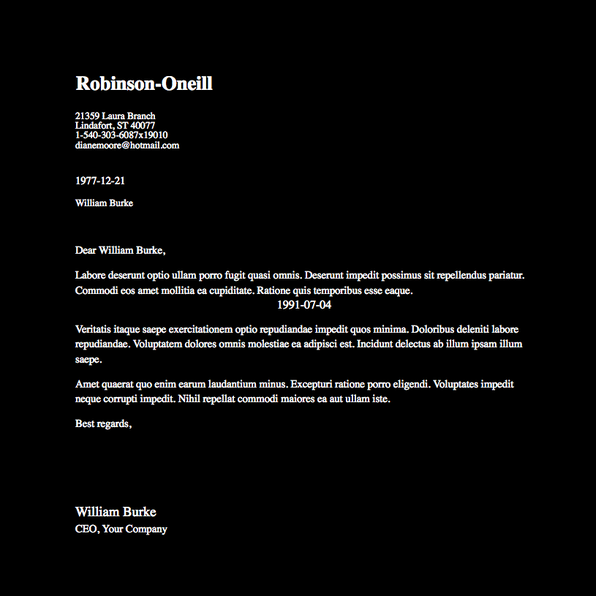 Robinson-Oneill
21359 Laura Branch
Lindafort, ST 40077
1-540-303-6087x19010
dianemoore@hotmail.com
1977-12-21
William Burke
Dear William Burke,
Labore deserunt optio ullam porro fugit quasi omnis. Deserunt impedit possimus sit repellendus pariatur.
Commodi eos amet mollitia ea cupiditate. Ratione quis temporibus esse eaque.
1991-07-04
Veritatis itaque saepe exercitationem optio repudiandae impedit quos minima. Doloribus deleniti labore
repudiandae. Voluptatem dolores omnis molestiae ea adipisci est. Incidunt delectus ab illum ipsam illum
saepe.
Amet quaerat quo enim earum laudantium minus. Excepturi ratione porro eligendi. Voluptates impedit
neque corrupti impedit. Nihil repellat commodi maiores ea aut ullam iste.
Best regards,
William Burke
CEO, Your Company